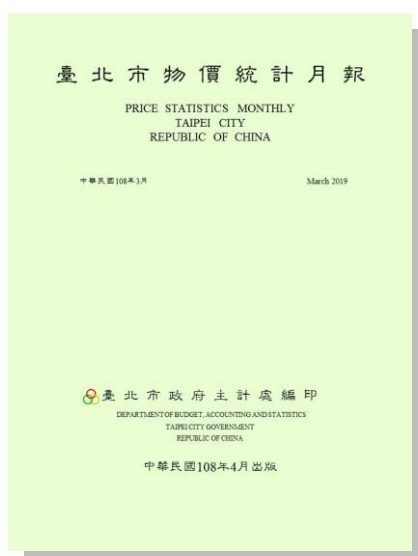 臺北市物價統計月報
PRICE STATISTICS MONTHLY
TAIPEI CITY
REPUBLIC OF CHINA
中華民國108年3月 March 2019
臺北市政府主計處編印
DEPARTMENT OF BUDGET, ACCOUNTING AND STATISTICS
TAIPEI CITY GOVERNMENT
REPUBLIC OF CHINA
中華民國108年4月出版